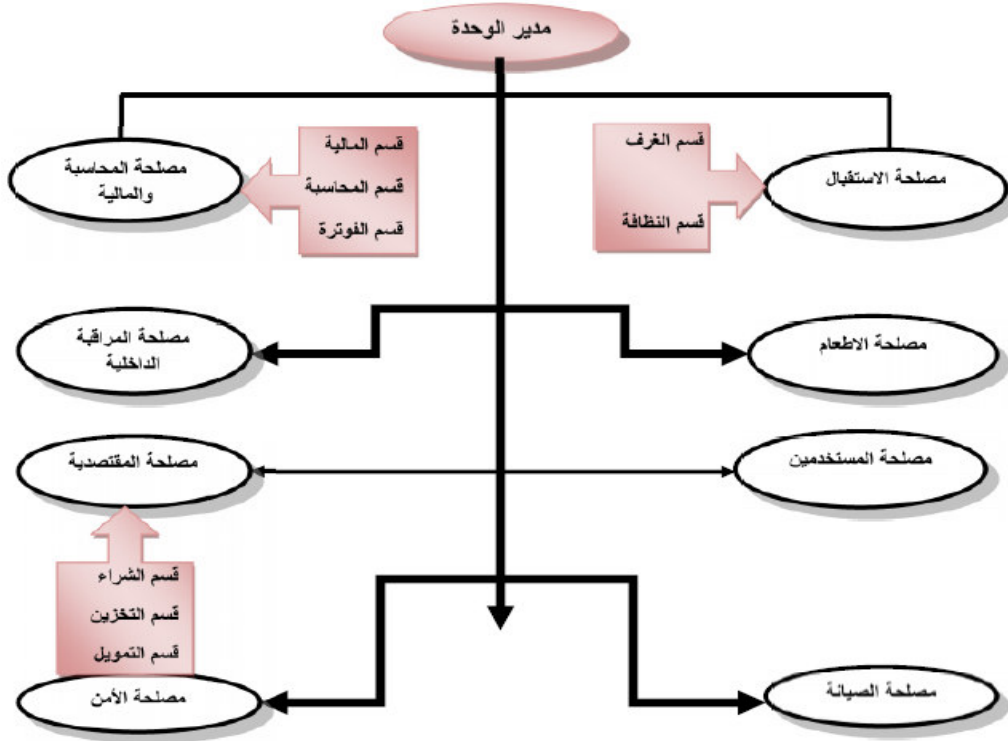 مدير الوحدة
مصلحة الاستقبال
قسم الغرف
قسم النظافة
قسم المالية
قسم المحاسبة
قسم الفوترة
مصلحة المحاسبة
والمالية
مصلحة الاطعام
مصلحة المراقبة
الداخلية
مصلحة المستخدمين
مصلحة المقتصدية
قسم الشراء
قسم التخزين
قسم التمويل
مصلحة الصيانة
مصلحة الأمن